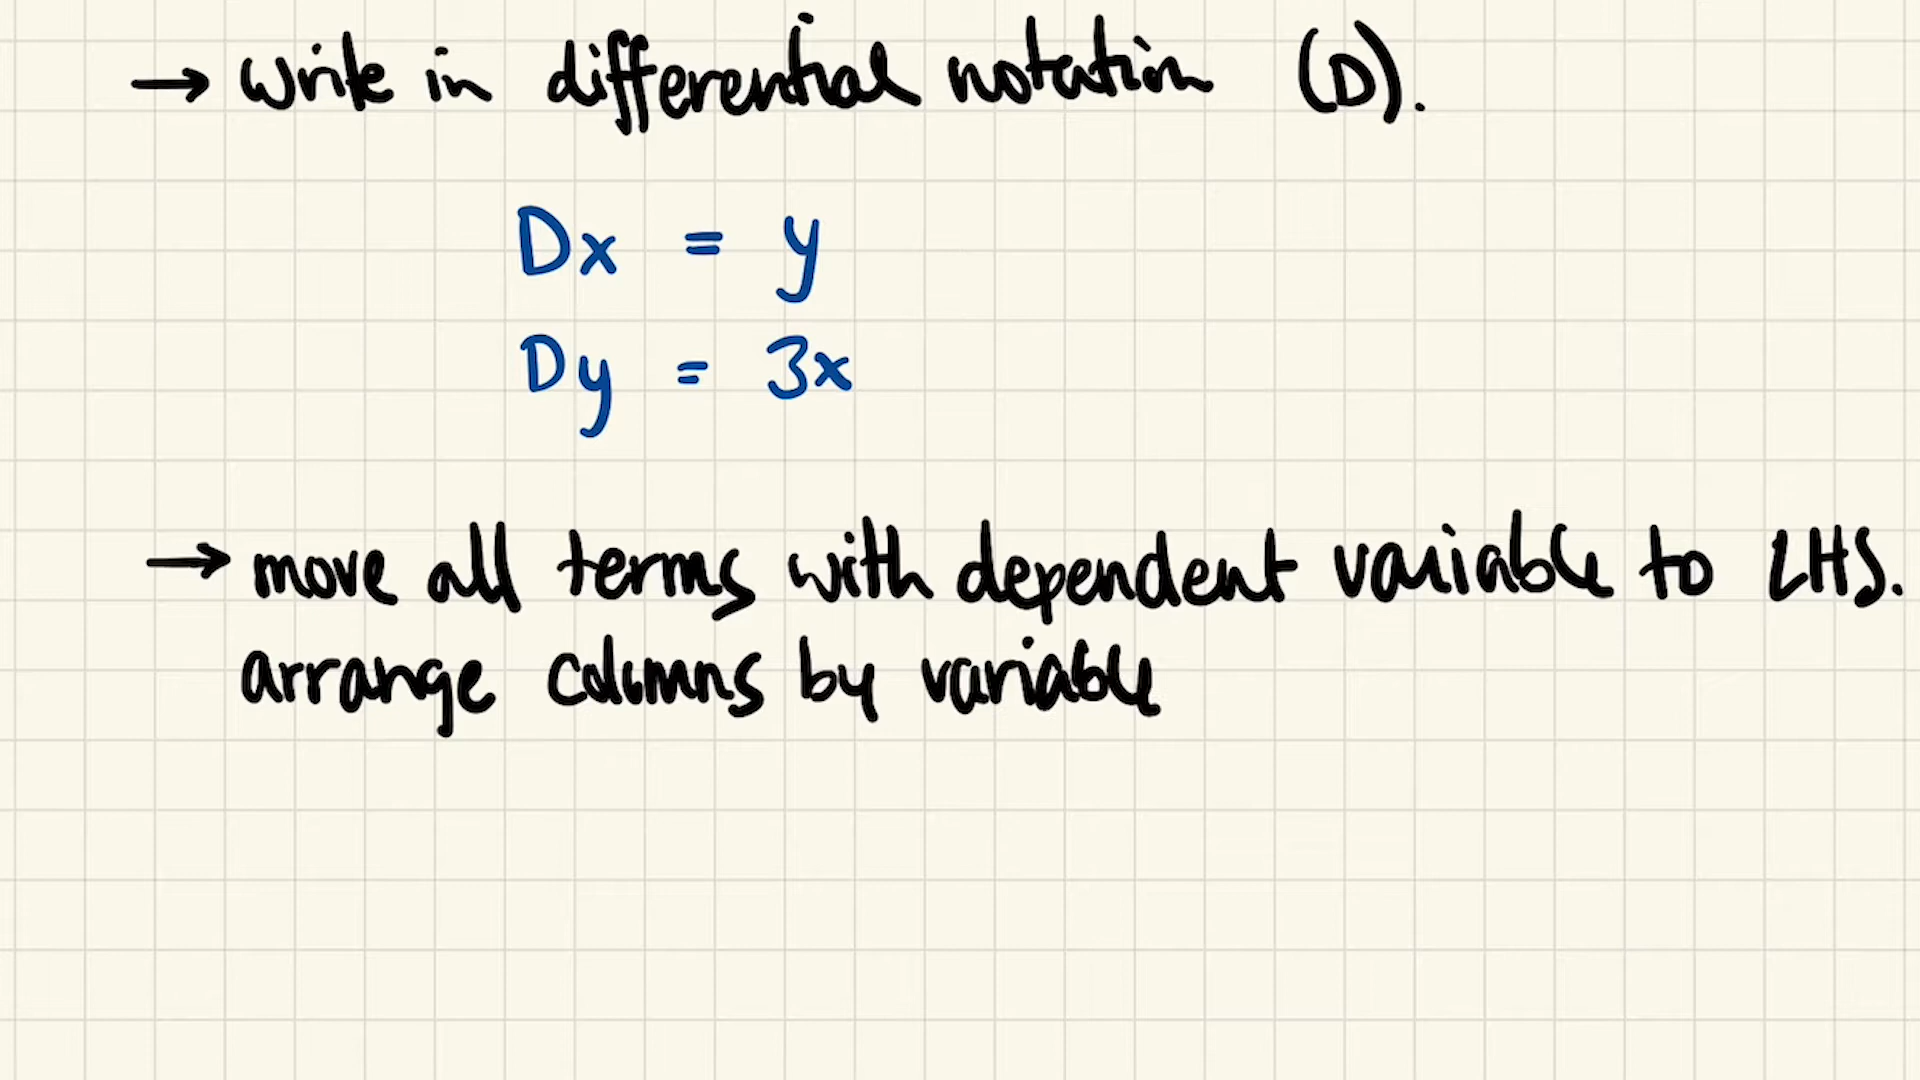 → write in differential notation (D).
Dx = y
Dy = 3x
→ move all terms with dependent variable to LHS.
arrange columns by variable